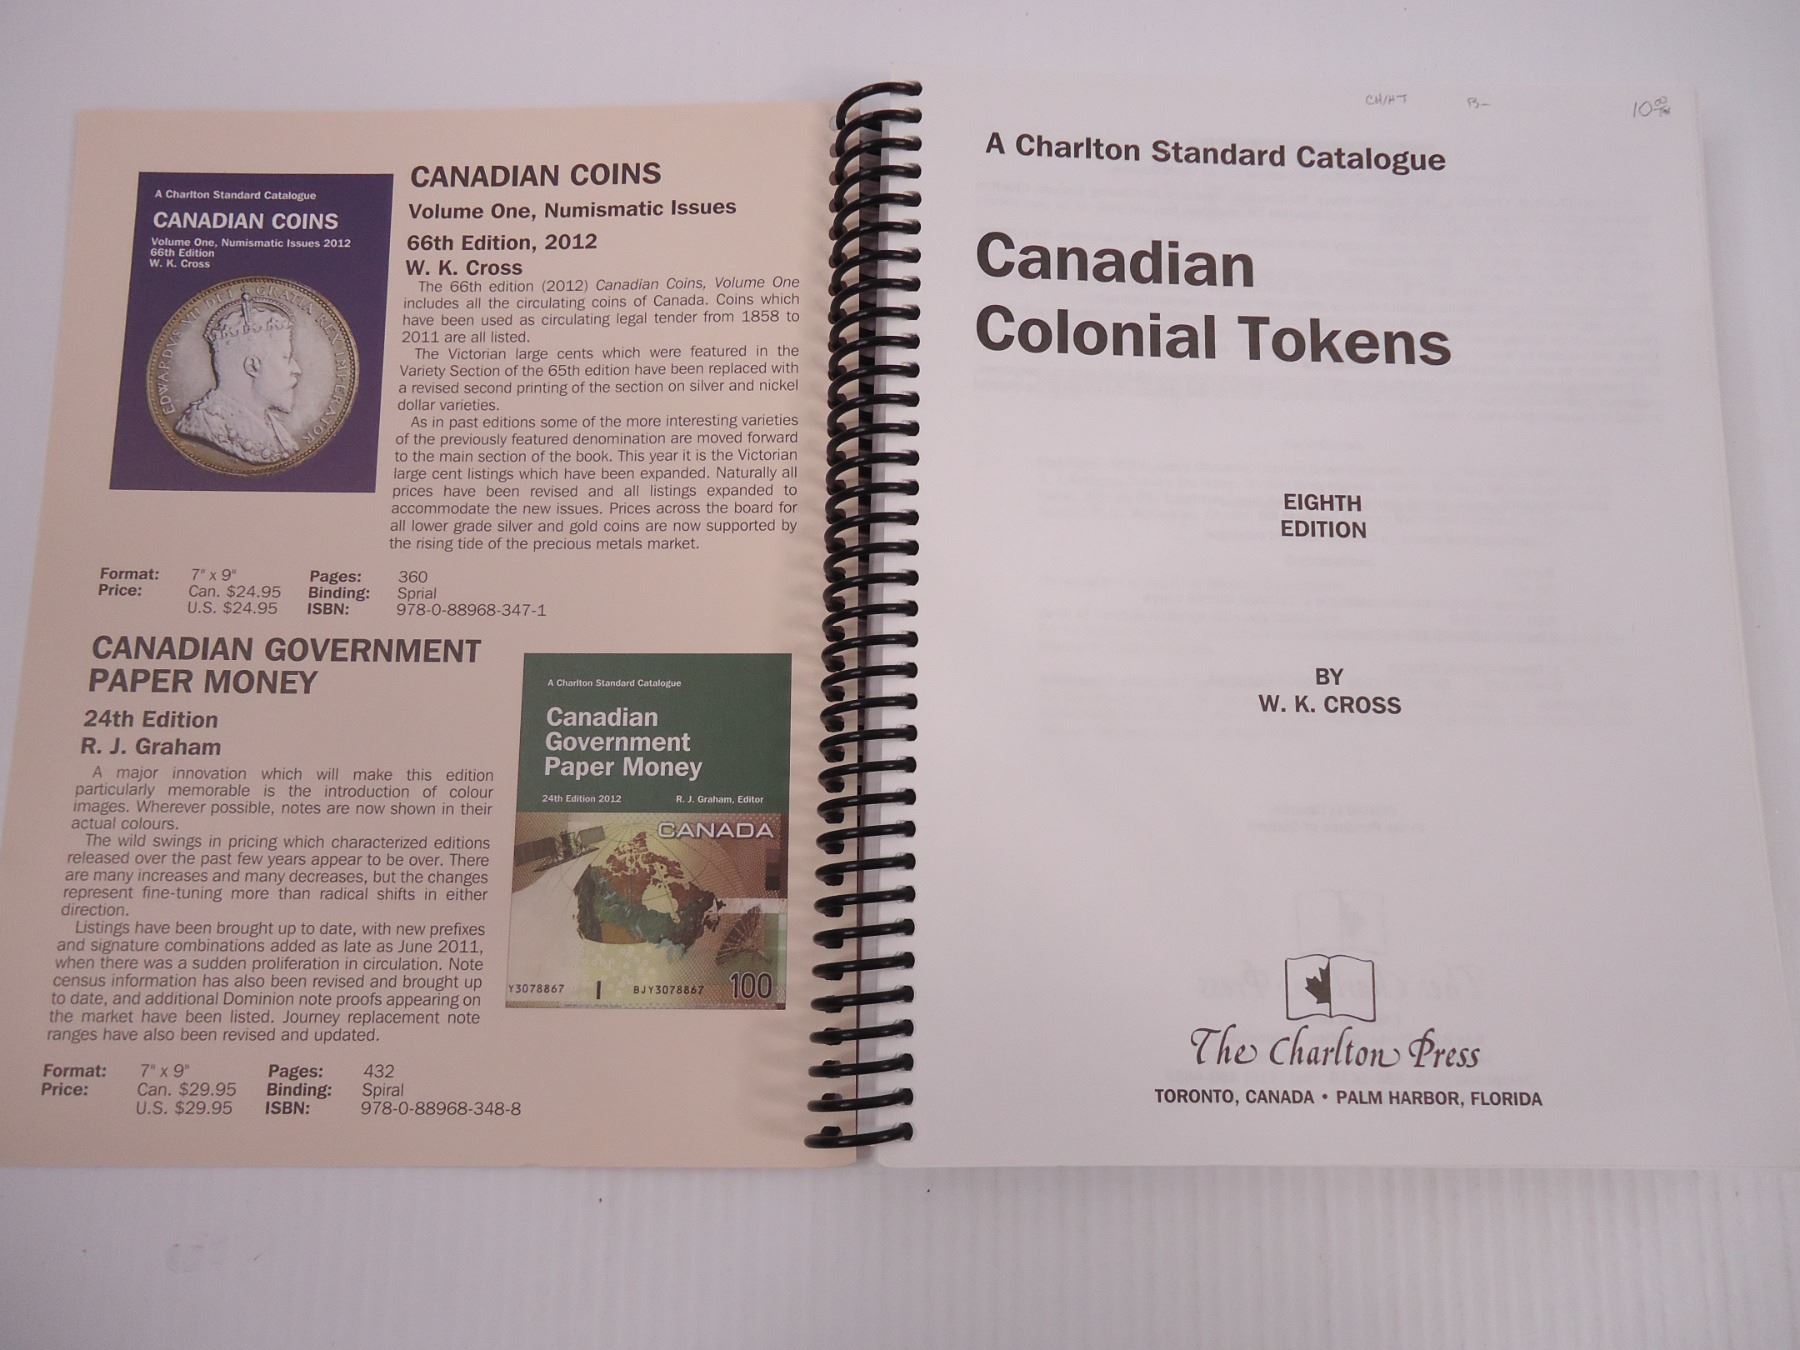 CANADIAN COINS
Volume One, Numismatic Issues
66th Edition, 2012
W. K. Cross
The 66th edition (2012) Canadian Coins, Volume One
includes all the circulating coins of Canada. Coins which
have been used as circulating legal tender from 1858 to
2011 are all listed.
The Victorian large cents which were featured in the
Variety Section of the 65th edition have been replaced with
a revised second printing of the section on silver and nickel
dollar varieties.
As in past editions some of the more interesting varieties
of the previously featured denomination are moved forward
to the main section of the book. This year it is the Victorian
large cent listings which have been expanded. Naturally all
prices have been revised and all listings expanded to
accommodate the new issues. Prices across the board for
all lower grade silver and gold coins are now supported by
the rising tide of the precious metals market.
A Charlton Standard Catalogue
CANADIAN COINS
Volume One, Numismatic Issues 2012
66th Edition
W. K. Cross
EDWARDVS VII DEI GRATIA REX IMPERATOR
Format: 7" x 9" Pages: 360
Price: Can. $24.95 Binding: Sprial
U.S. $24.95 ISBN: 978-0-88968-347-1
CANADIAN GOVERNMENT
PAPER MONEY
24th Edition
R. J. Graham
A major innovation which will make this edition
particularly memorable is the introduction of colour
images. Wherever possible, notes are now shown in their
actual colours.
The wild swings in pricing which characterized editions
released over the past few years appear to be over. There
are many increases and many decreases, but the changes
represent fine-tuning more than radical shifts in either
direction.
Listings have been brought up to date, with new prefixes
and signature combinations added as late as June 2011,
when there was a sudden proliferation in circulation. Note
census information has also been revised and brought up
to date, and additional Dominion note proofs appearing on
the market have been listed. Journey replacement note
ranges have also been revised and updated.
A Charlton Standard Catalogue
Canadian
Government
Paper Money
24th Edition 2012 R. J. Graham, Editor
CANADA
Y3078867 BJY3078867 100
Format: 7" x 9" Pages: 432
Price: Can. $29.95 Binding: Spiral
U.S. $29.95 ISBN: 978-0-88968-348-8
CH/HT B- 10.00
A Charlton Standard Catalogue
Canadian
Colonial Tokens
EIGHTH
EDITION
BY
W. K. CROSS
The Charlton Press
TORONTO, CANADA • PALM HARBOR, FLORIDA